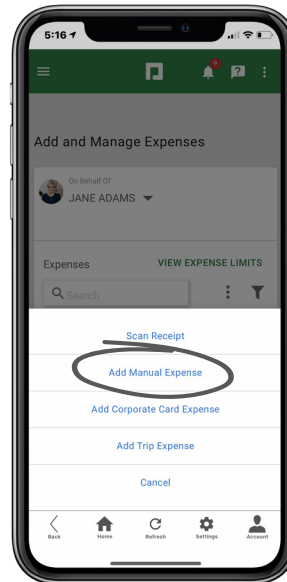 5:16
9
Add and Manage Expenses
On Behalf Of
JANE ADAMS
Expenses VIEW EXPENSE LIMITS
Search
Scan Receipt
Add Manual Expense
Add Corporate Card Expense
Add Trip Expense
Cancel
Back Home Refresh Settings Account